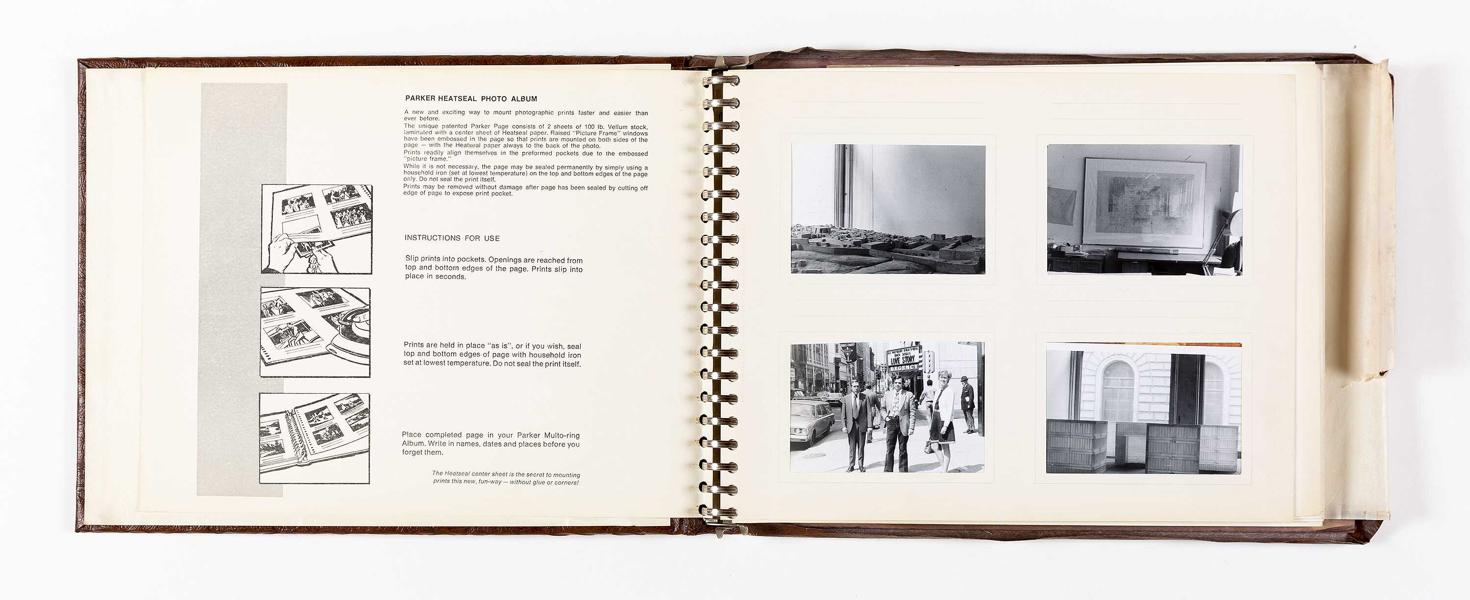 PARKER HEATSEAL PHOTO ALBUM
A new and exciting way to mount photographic prints faster and easier than
ever before.
The unique patented Parker Page consists of 2 sheets of 100 lb. Vellum stock,
laminated with a center sheet of Heatseal paper. Raised "Picture Frame" windows
have been embossed in the page so that prints are mounted on both sides of the
page — with the Heatseal paper always to the back of the photo.
Prints readily align themselves in the preformed pockets due to the embossed
"picture frame."
While it is not necessary, the page may be sealed permanently by simply using a
household iron (set at lowest temperature) on the top and bottom edges of the page
only. Do not seal the print itself.
Prints may be removed without damage after page has been sealed by cutting off
edge of page to expose print pocket.
INSTRUCTIONS FOR USE
Slip prints into pockets. Openings are reached from
top and bottom edges of the page. Prints slip into
place in seconds.
Prints are held in place "as is", or if you wish, seal
top and bottom edges of page with household iron
set at lowest temperature. Do not seal the print itself.
Place completed page in your Parker Multo-ring
Album. Write in names, dates and places before you
forget them.
The Heatseal center sheet is the secret to mounting
prints this new, fun-way — without glue or corners!
LOVE STORY